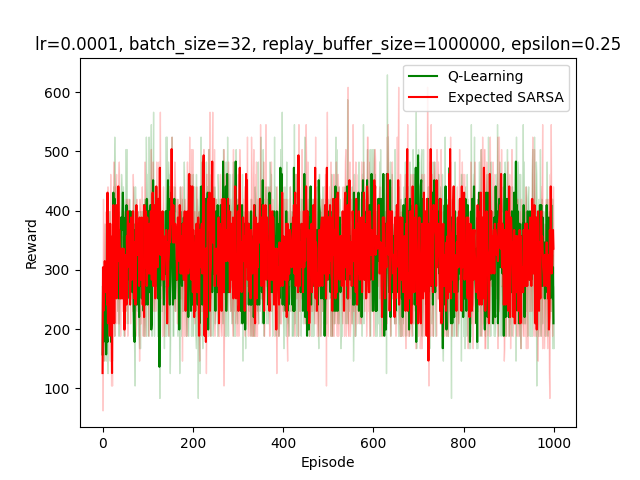 lr=0.0001, batch_size=32, replay_buffer_size=1000000, epsilon=0.25
Q-Learning
Expected SARSA
600
500
400
300
200
100
Reward
0 200 400 600 800 1000
Episode